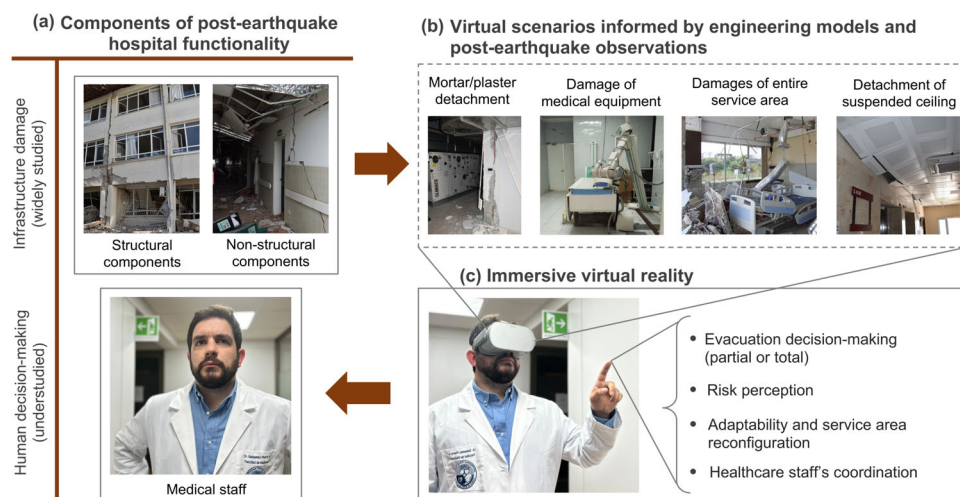 (a) Components of post-earthquake
hospital functionality
Infrastructure damage
(widely studied)
Structural
components
Non-structural
components
Human decision-making
(understudied)
Medical staff
(b) Virtual scenarios informed by engineering models and
post-earthquake observations
Mortar/plaster
detachment
Damage of
medical equipment
Damages of entire
service area
Detachment of
suspended ceiling
(c) Immersive virtual reality
• Evacuation decision-making
(partial or total)
• Risk perception
• Adaptability and service area
reconfiguration
• Healthcare staff's coordination